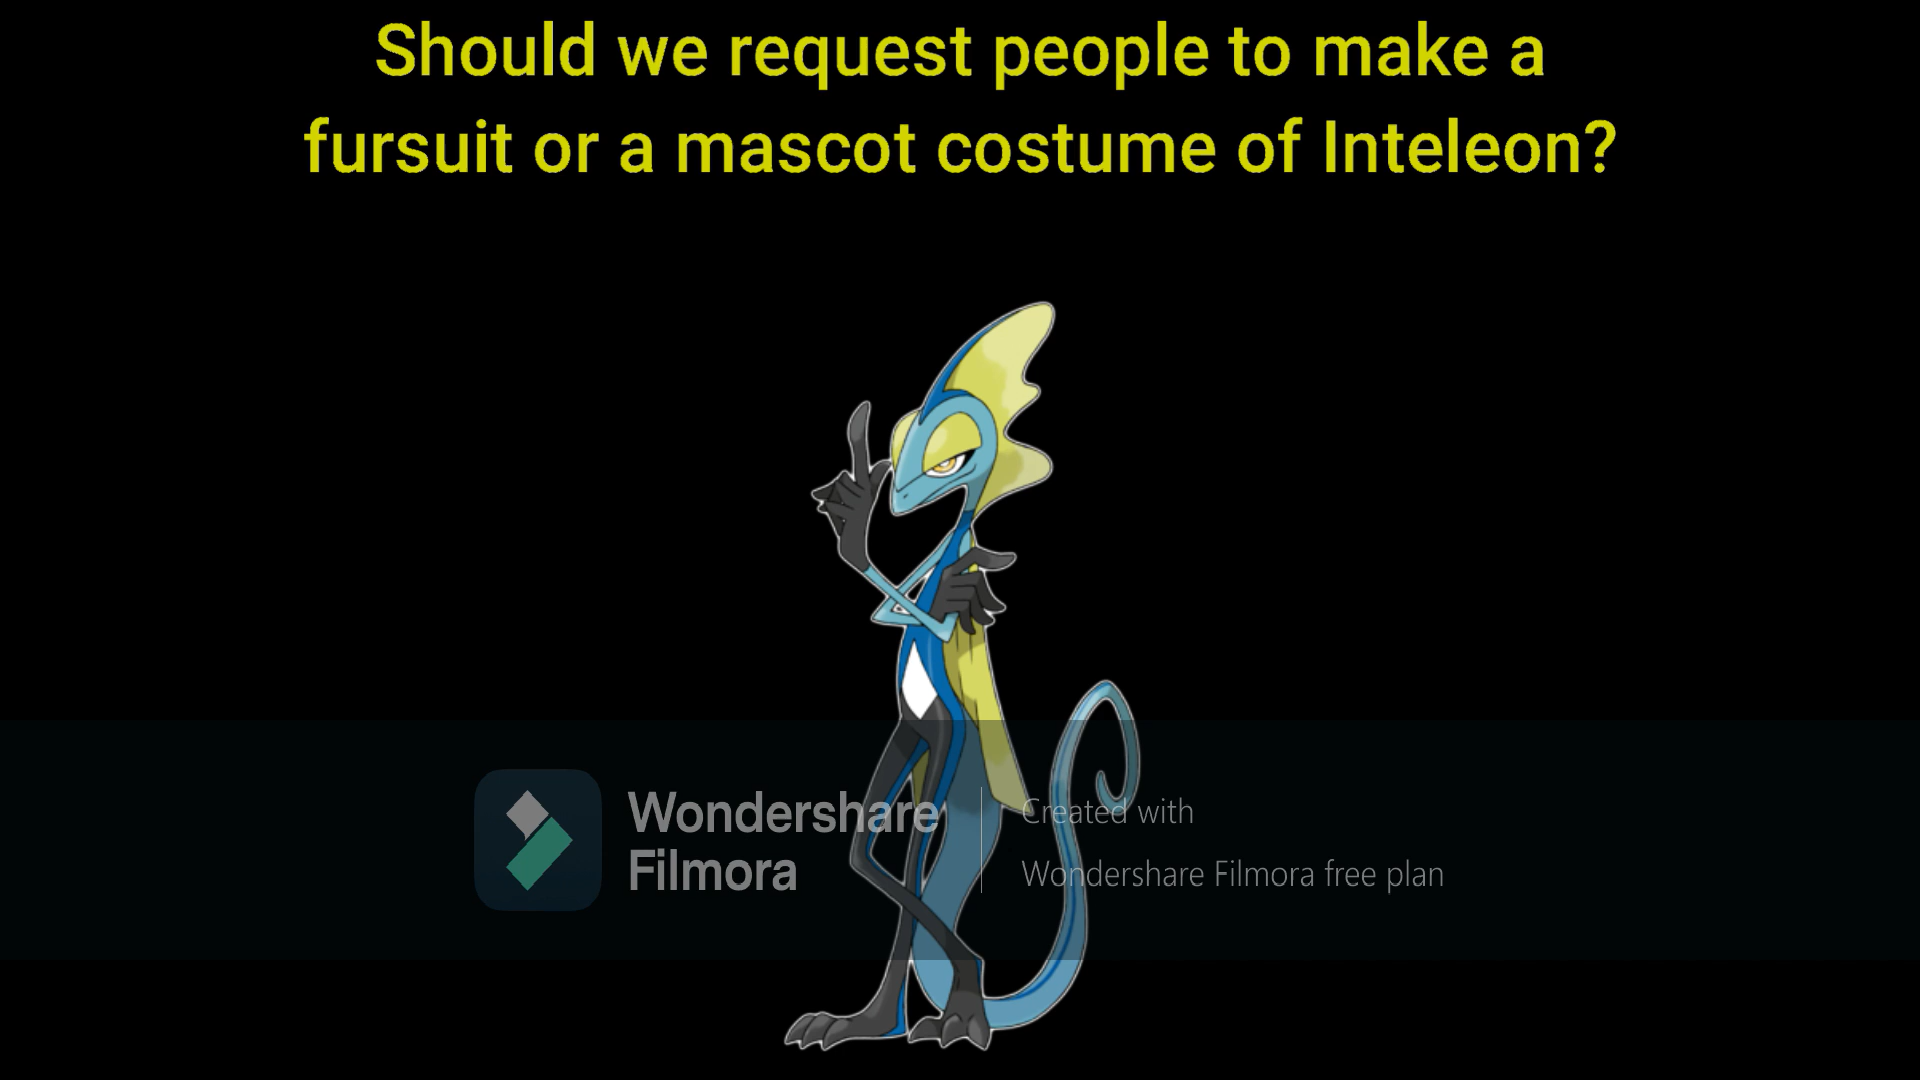 Should we request people to make a
fursuit or a mascot costume of Inteleon?
Wondershare
Filmora
Created with
Wondershare Filmora free plan